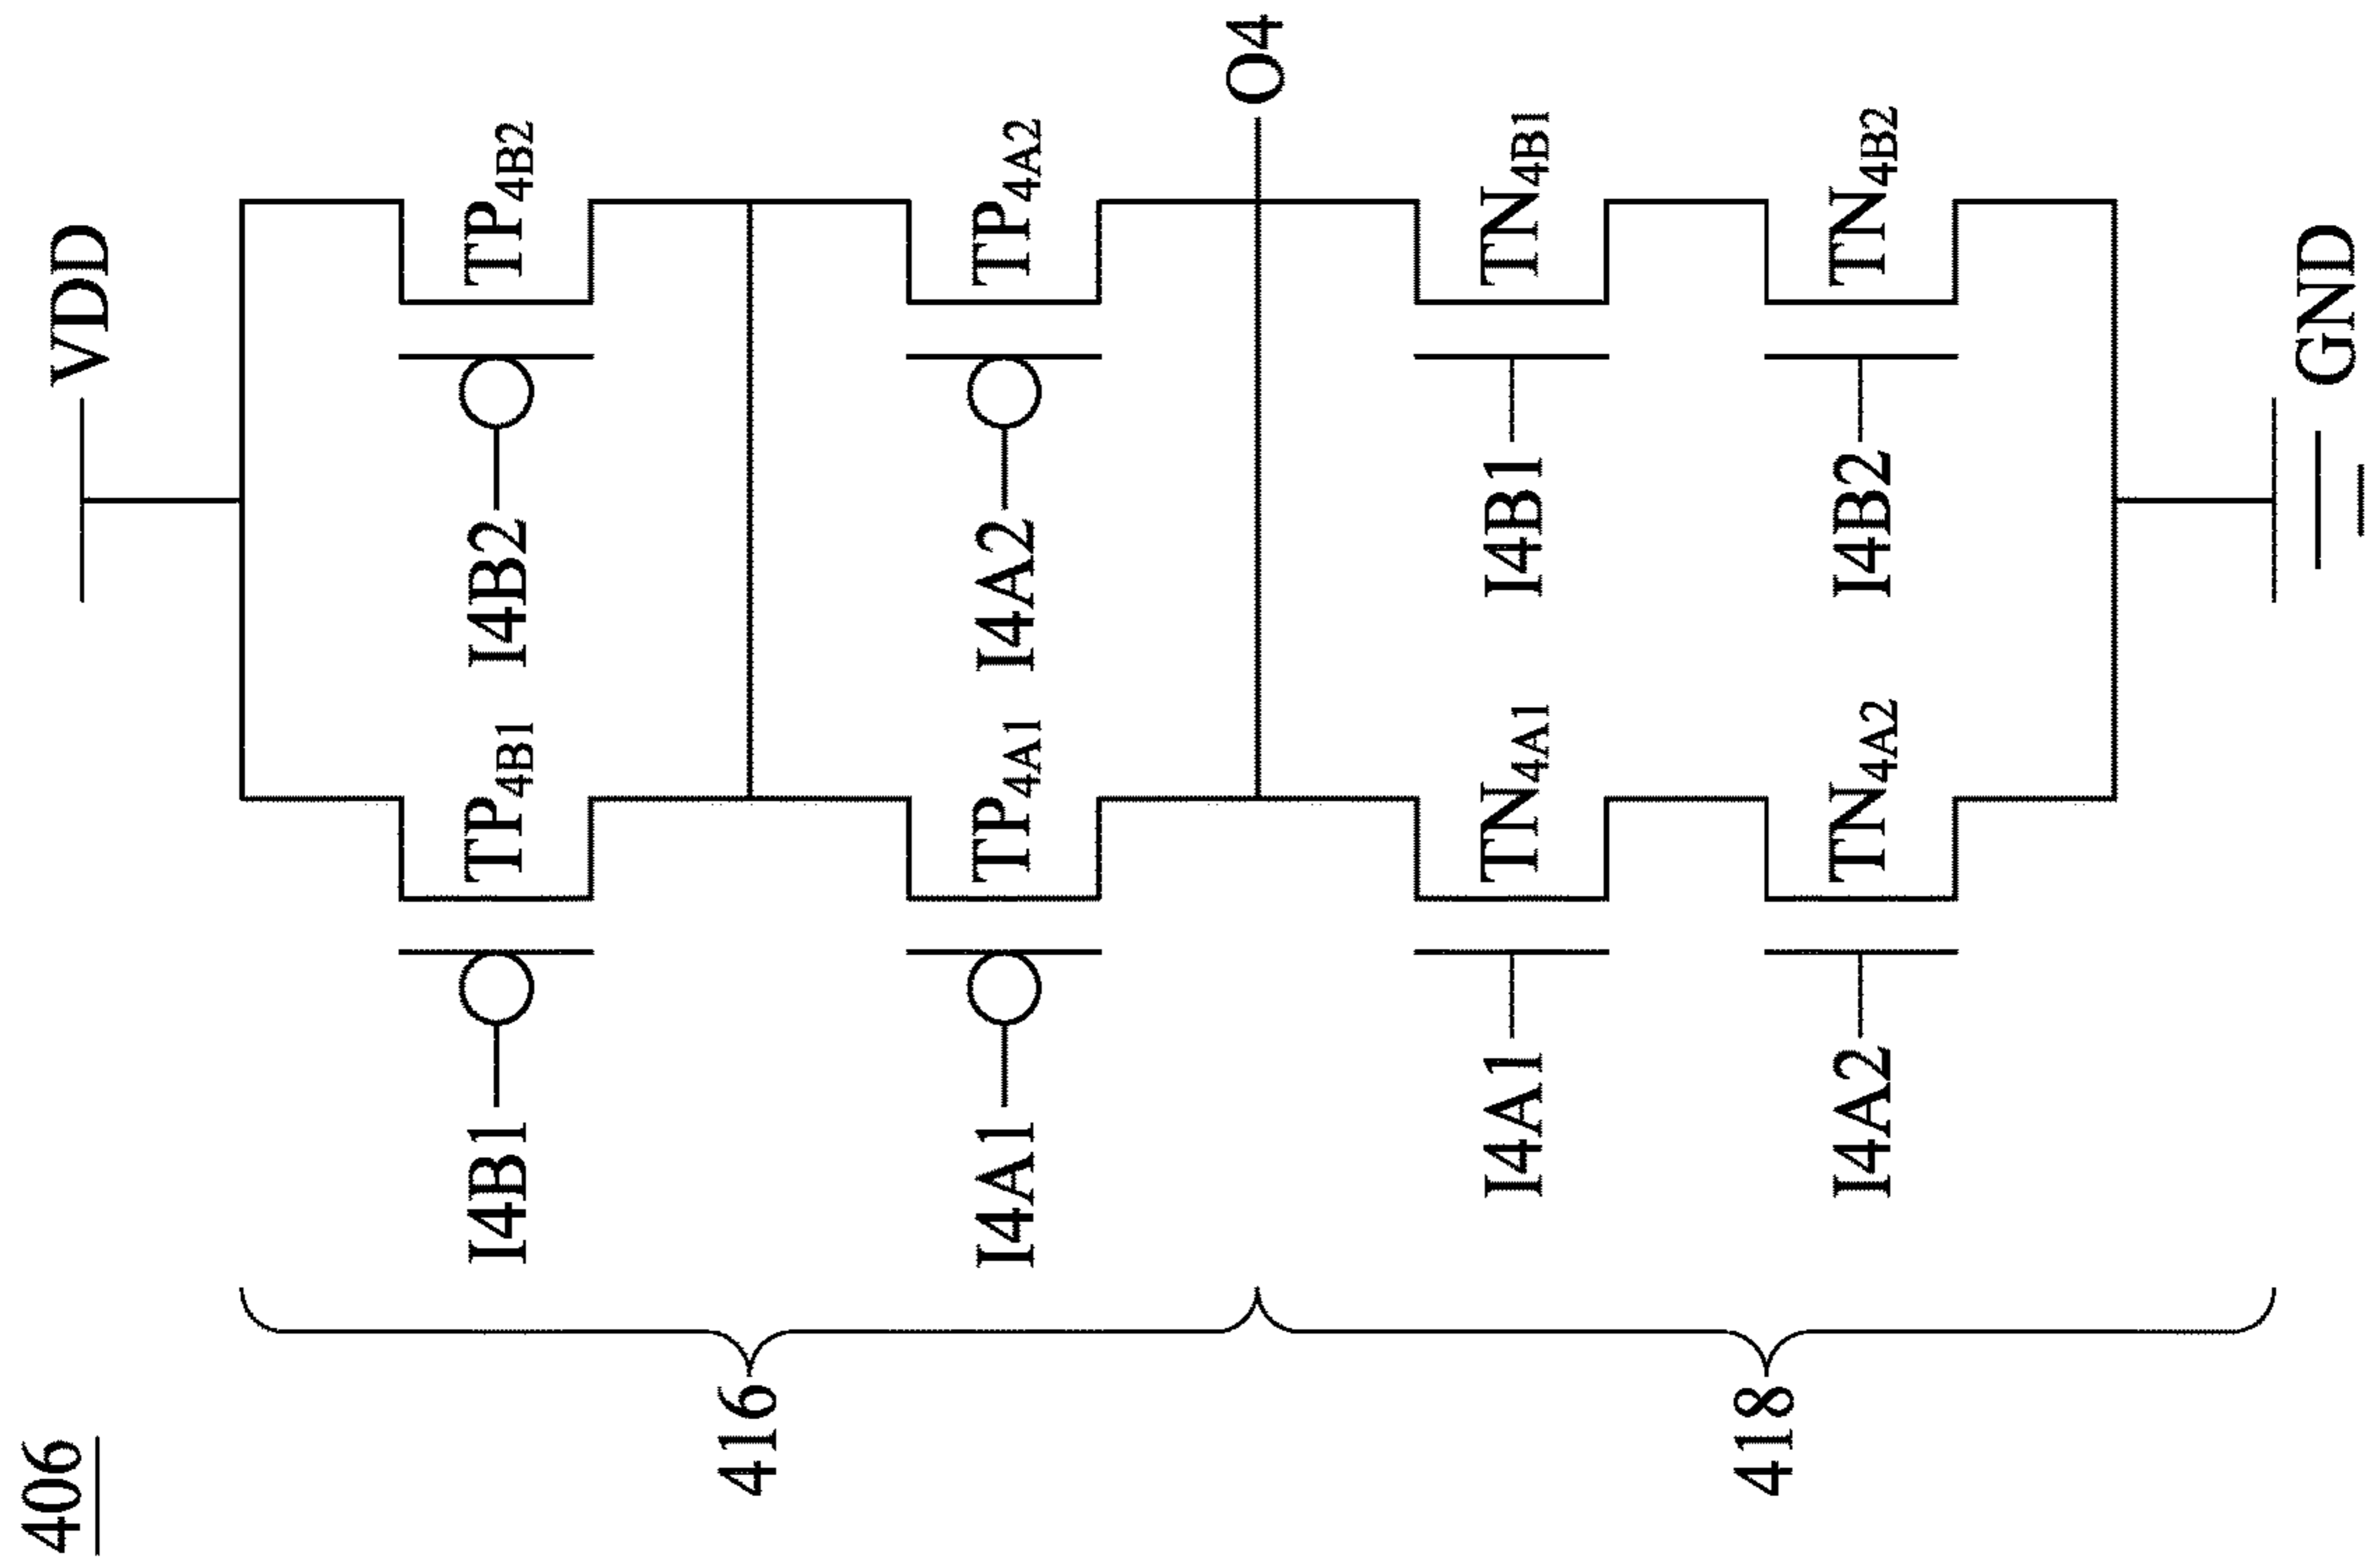 406
VDD
I4B1
TP4B1
I4B2
TP4B2
416
I4A1
TP4A1
I4A2
TP4A2
O4
I4A1
TN4A1
I4B1
TN4B1
418
I4A2
TN4A2
I4B2
TN4B2
GND